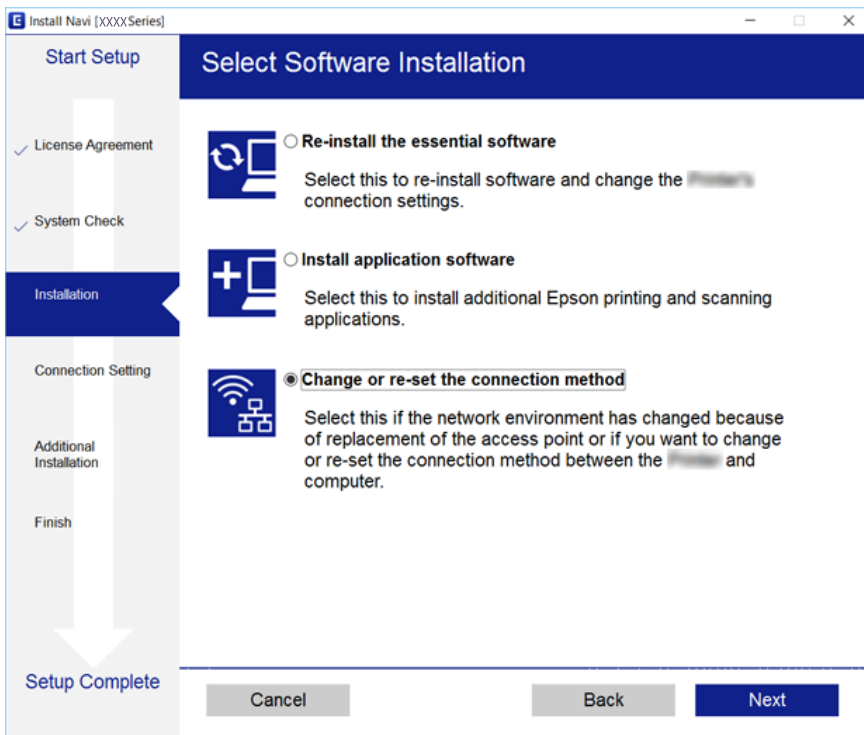 Install Navi [XXXX Series]
Start Setup
License Agreement
System Check
Installation
Connection Setting
Additional
Installation
Finish
Setup Complete
Select Software Installation
Re-install the essential software
Select this to re-install software and change the
connection settings.
Install application software
Select this to install additional Epson printing and scanning
applications.
Change or re-set the connection method
Select this if the network environment has changed because
of replacement of the access point or if you want to change
or re-set the connection method between the and
computer.
Cancel
Back
Next